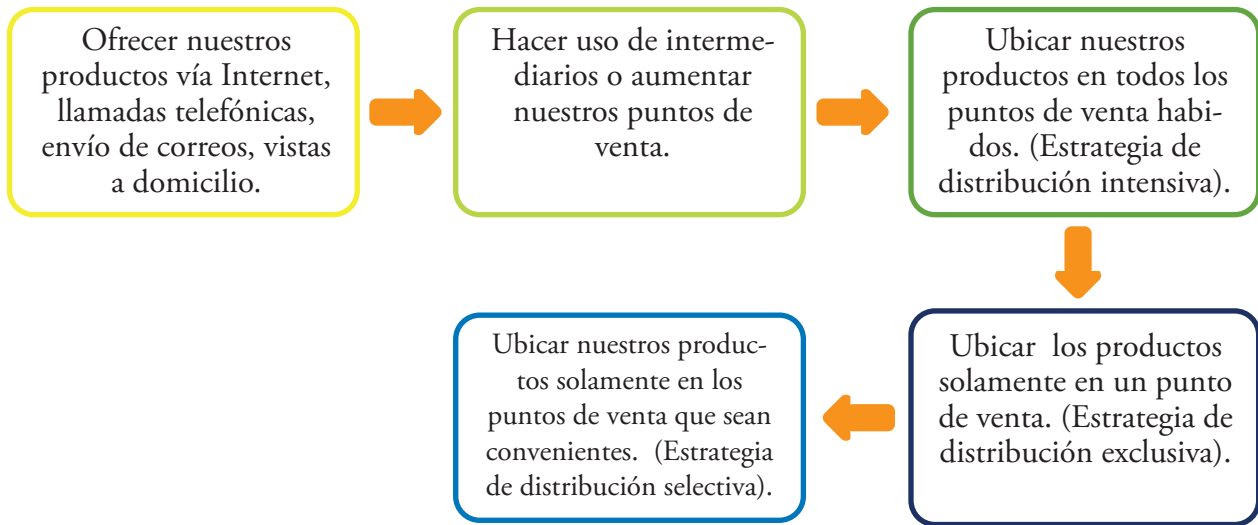 Ofrecer nuestros
productos vía Internet,
llamadas telefónicas,
envío de correos, vistas
a domicilio.
Hacer uso de interme-
diarios o aumentar
nuestros puntos de
venta.
Ubicar nuestros
productos en todos los
puntos de venta habi-
dos. (Estrategia de
distribución intensiva).
Ubicar los productos
solamente en un punto
de venta. (Estrategia de
distribución exclusiva).
Ubicar nuestros produc-
tos solamente en los
puntos de venta que sean
convenientes. (Estrategia
de distribución selectiva).